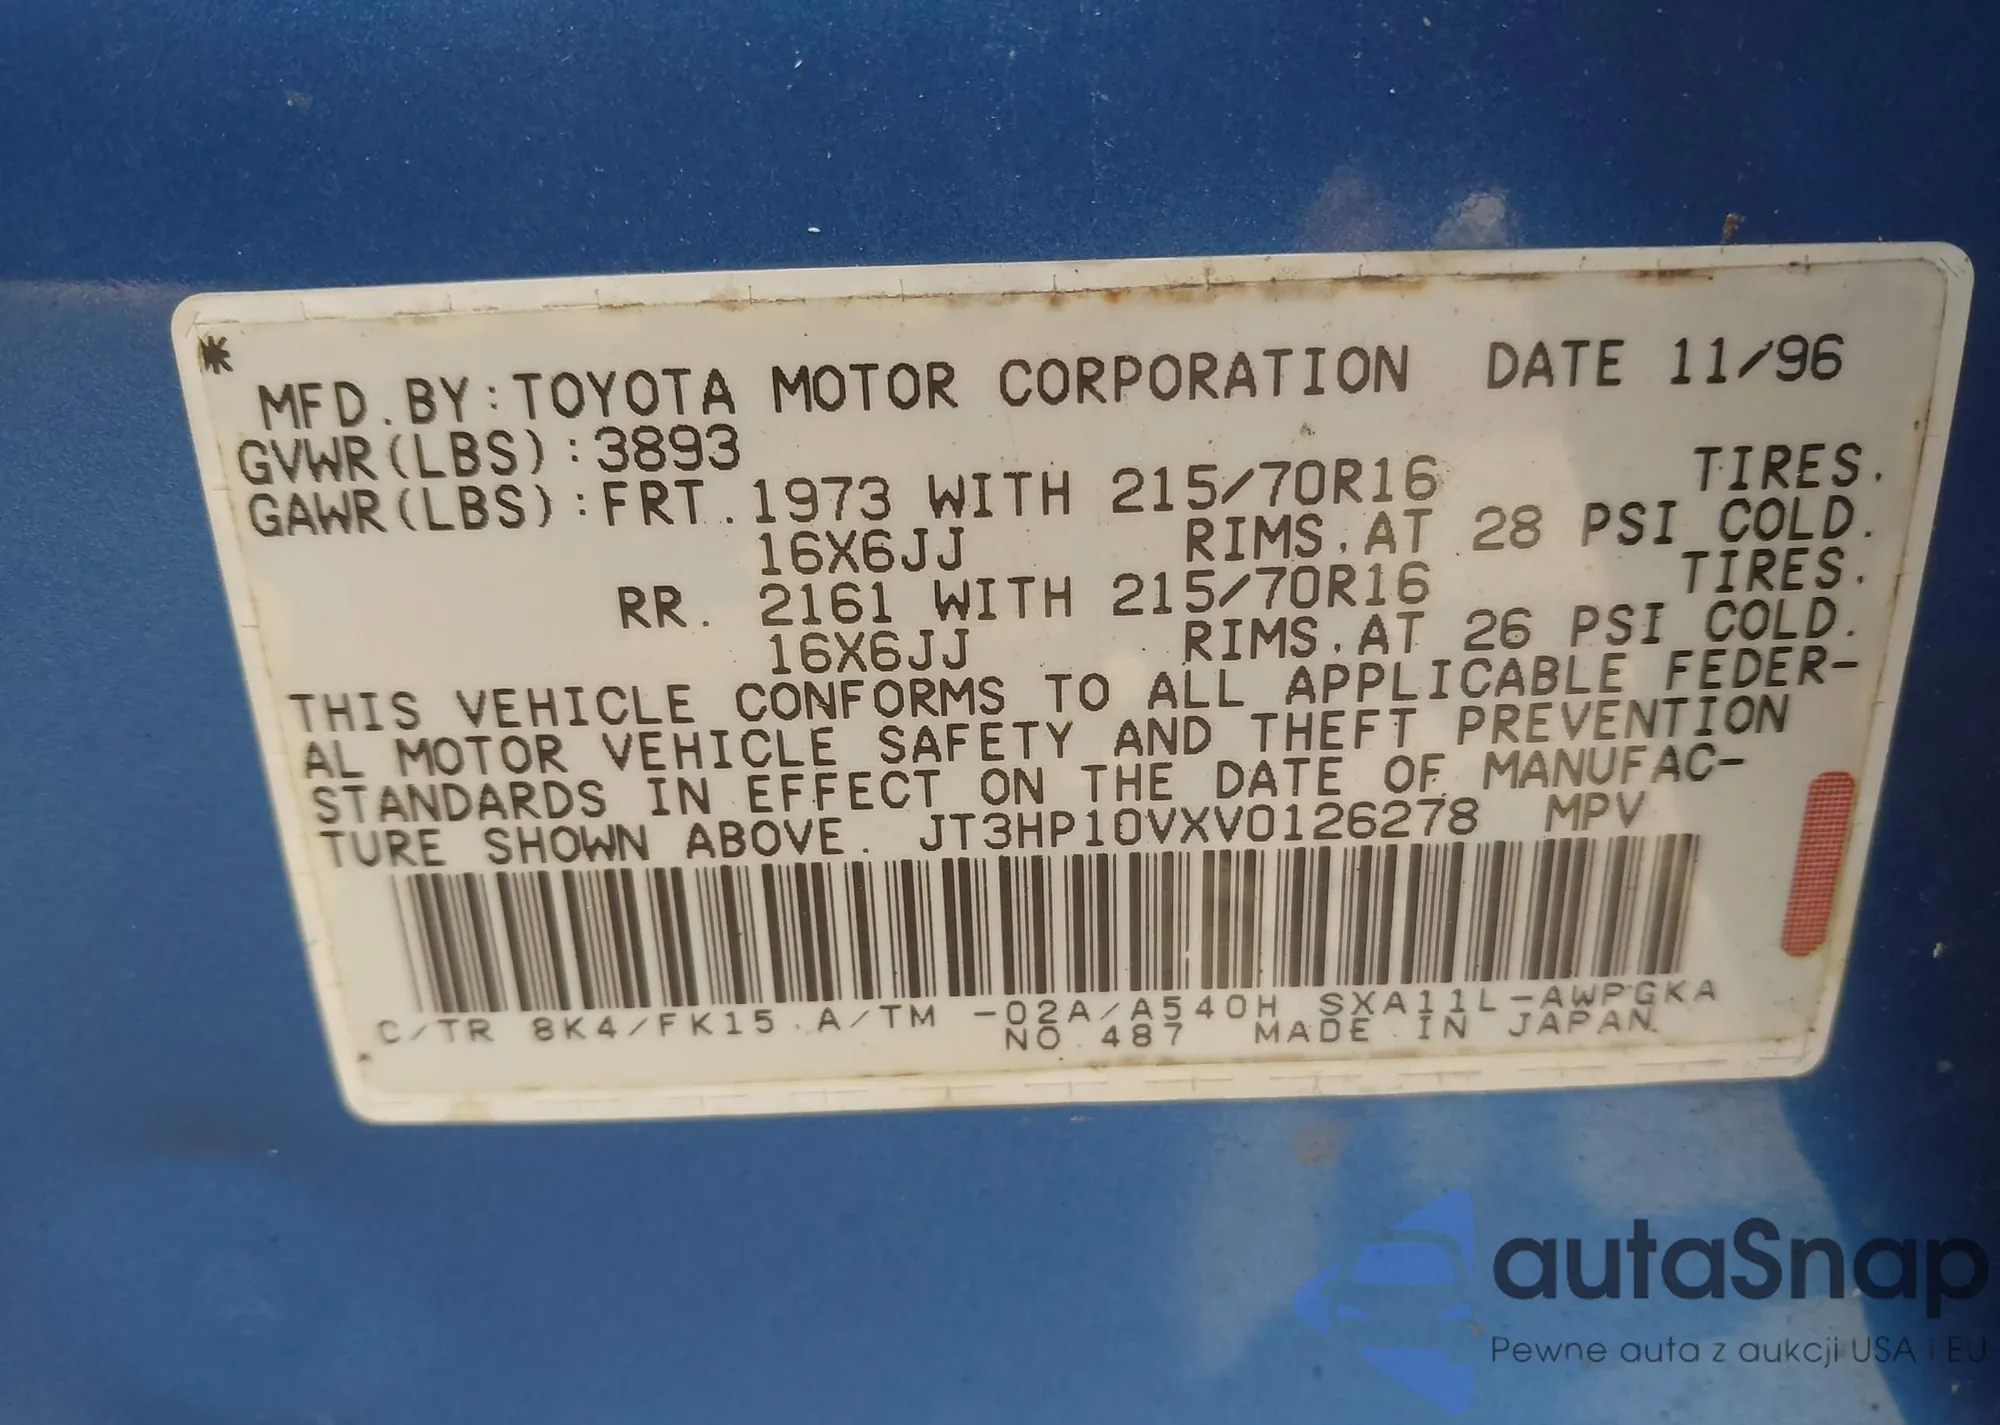 *
MFD.BY:TOYOTA MOTOR CORPORATION DATE 11/96
GVWR(LBS):3893
GAWR(LBS):FRT. 1973 WITH 215/70R16 TIRES.
16X6JJ RIMS.AT 28 PSI COLD.
RR. 2161 WITH 215/70R16 TIRES.
16X6JJ RIMS.AT 26 PSI COLD.
THIS VEHICLE CONFORMS TO ALL APPLICABLE FEDER-
AL MOTOR VEHICLE SAFETY AND THEFT PREVENTION
STANDARDS IN EFFECT ON THE DATE OF MANUFAC-
TURE SHOWN ABOVE. JT3HP10VXV0126278 MPV
C/TR 8K4/FK15 A/TM -02A/A540H SXA11L-AWPGKA
NO.487 MADE IN JAPAN
autaSnap
Pewne auta z aukcji USA i EU